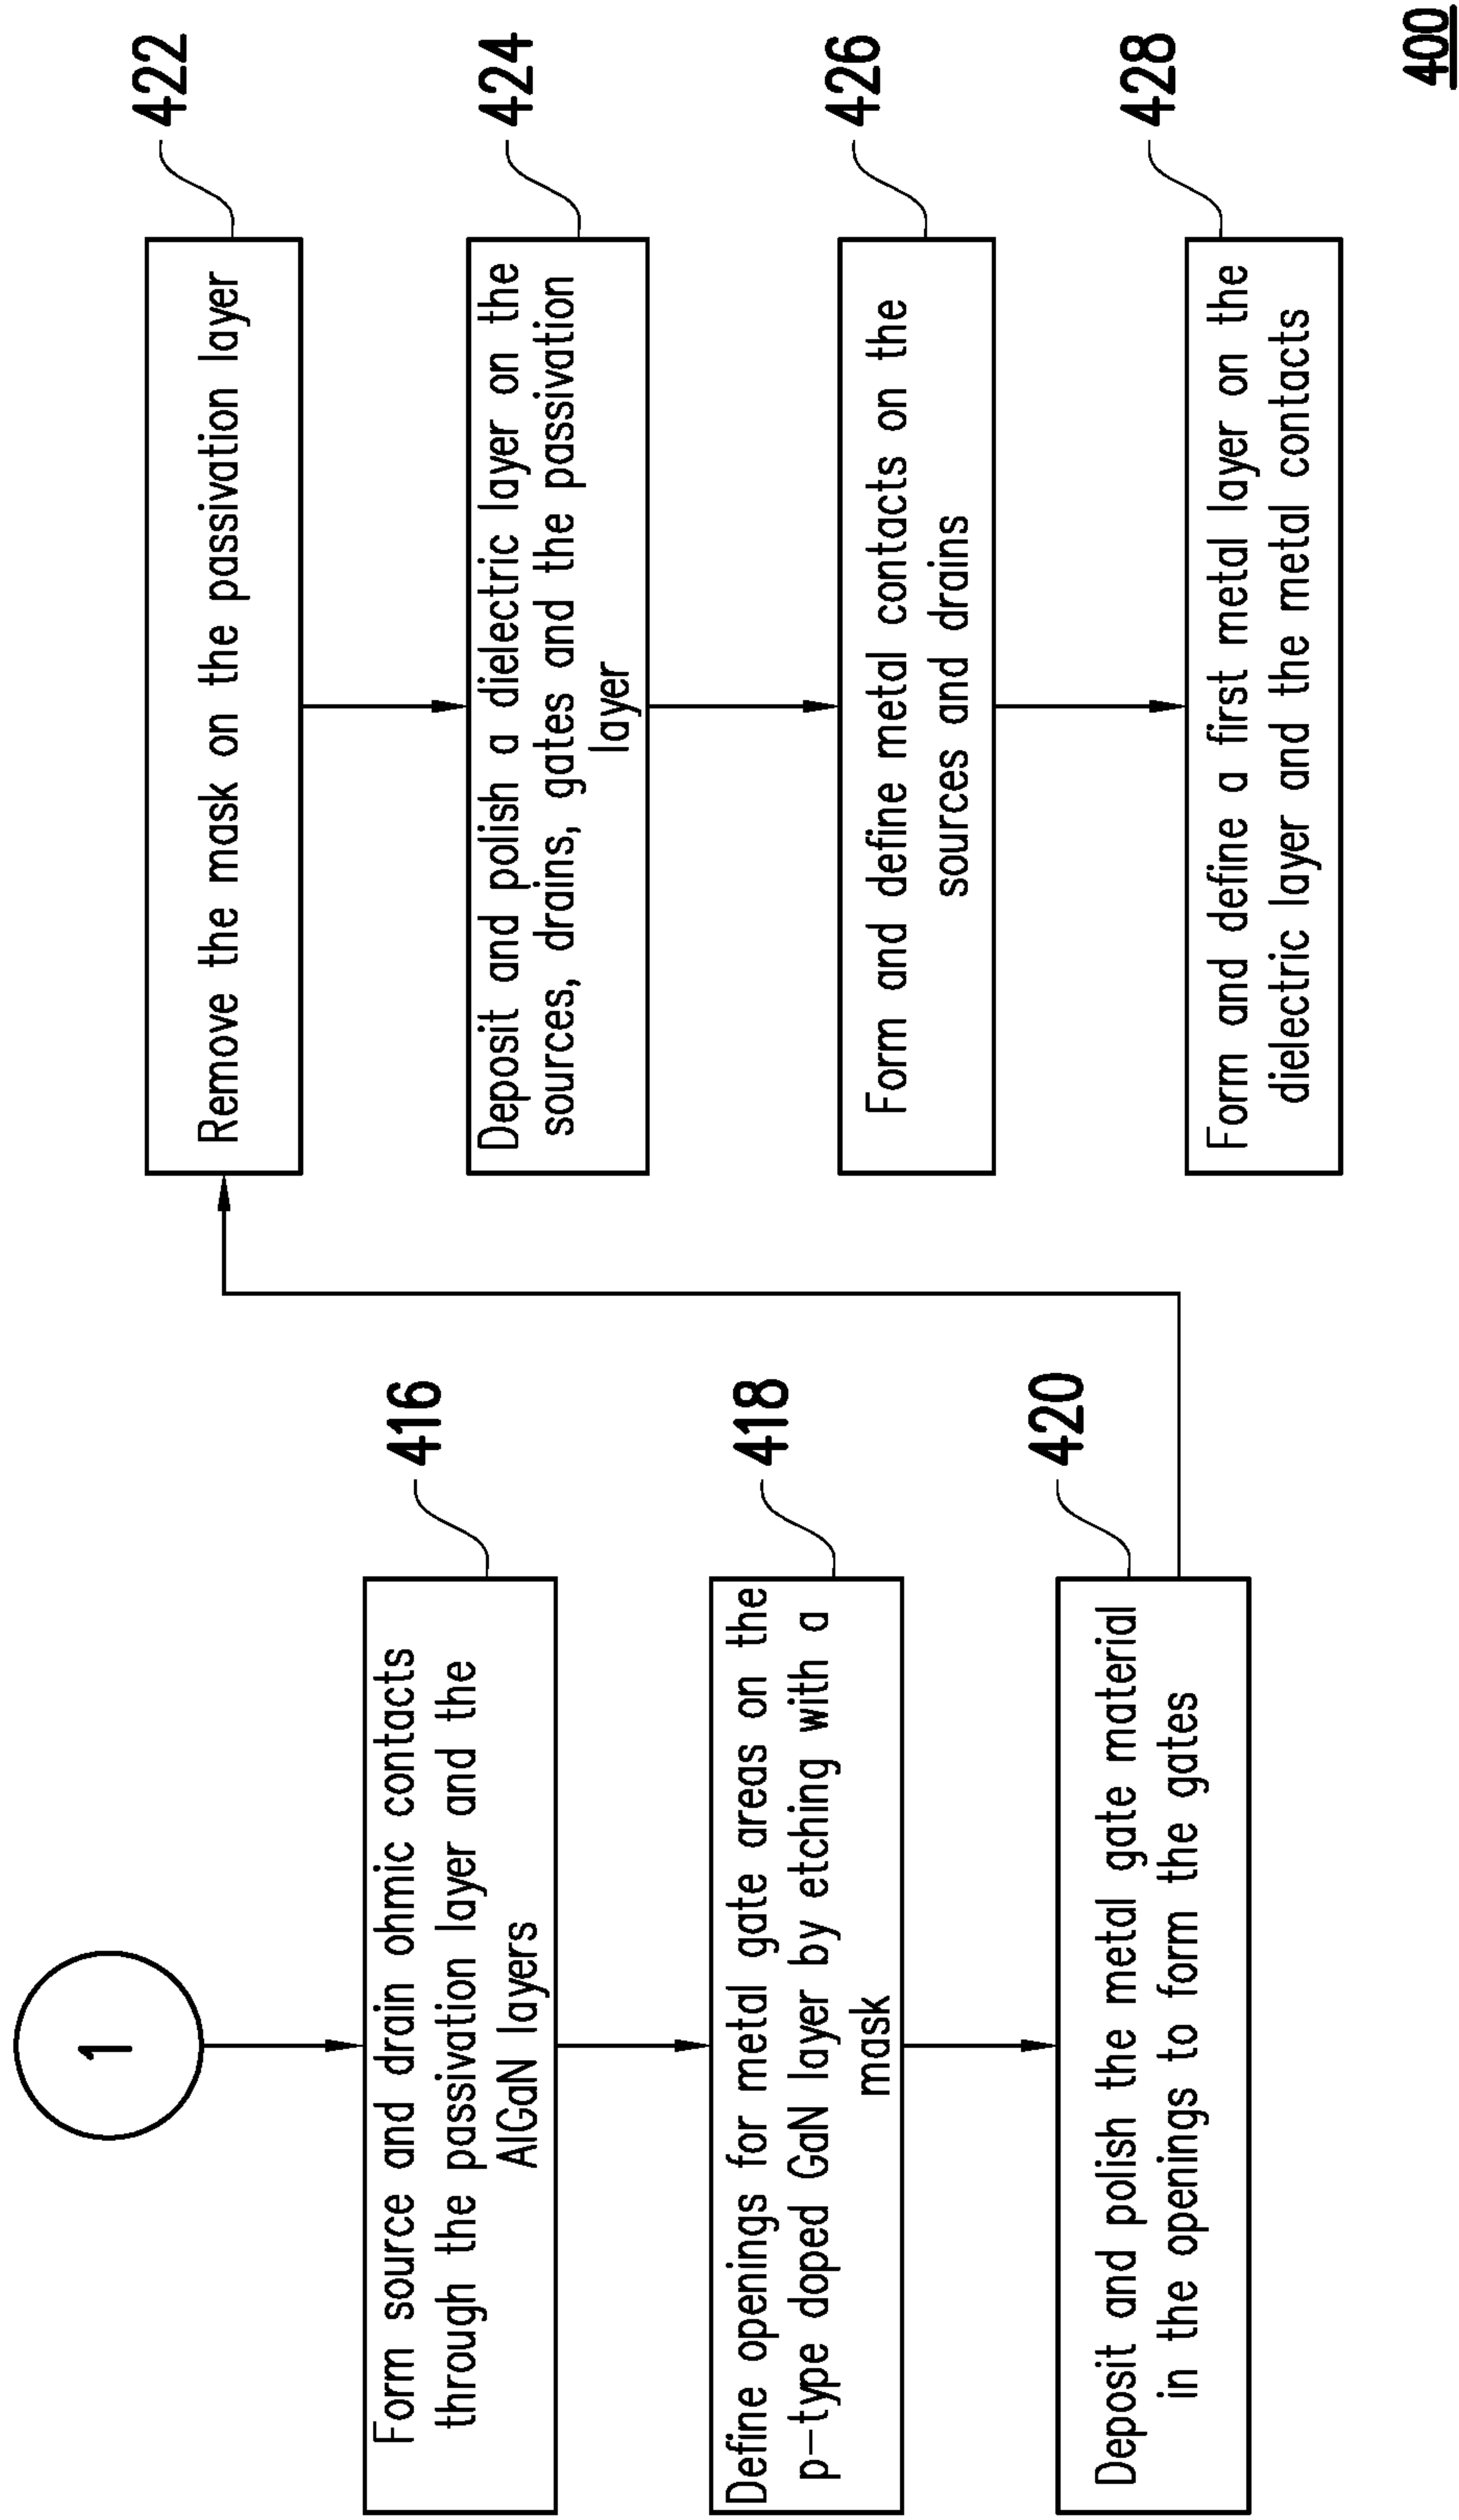 1
Form source and drain ohmic contacts
through the passivation layer and the
AlGaN layers
416
Define openings for metal gate areas on the
p-type doped GaN layer by etching with a
mask
418
Deposit and polish the metal gate material
in the openings to form the gates
420
Remove the mask on the passivation layer
422
Deposit and polish a dielectric layer on the
sources, drains, gates and the passivation
layer
424
Form and define metal contacts on the
sources and drains
426
Form and define a first metal layer on the
dielectric layer and the metal contacts
428
400